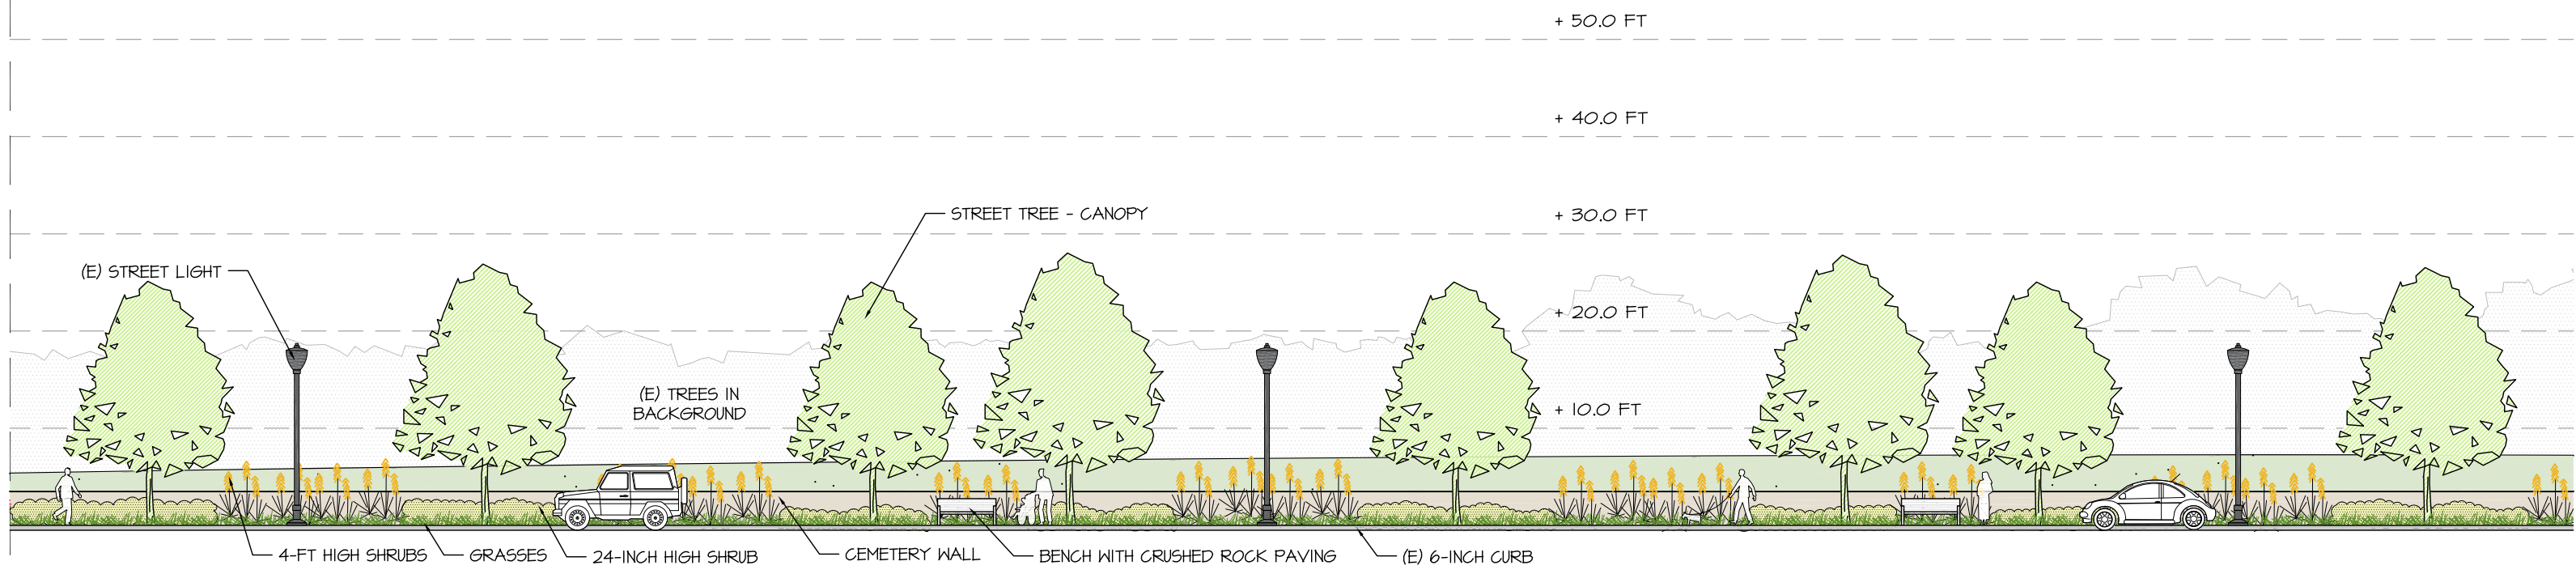 + 50.0 FT
+ 40.0 FT
+ 30.0 FT
STREET TREE - CANOPY
(E) STREET LIGHT
+ 20.0 FT
(E) TREES IN
BACKGROUND
+ 10.0 FT
4-FT HIGH SHRUBS
GRASSES
24-INCH HIGH SHRUB
CEMETERY WALL
BENCH WITH CRUSHED ROCK PAVING
(E) 6-INCH CURB